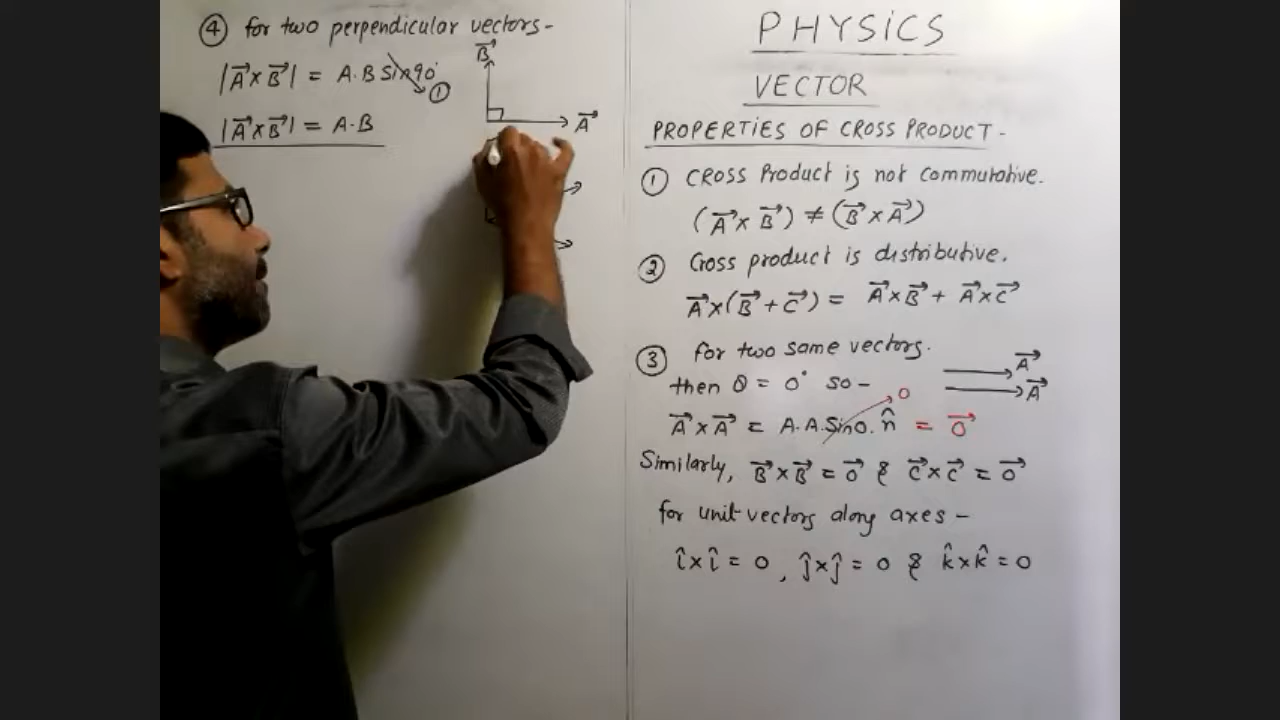 ④ for two perpendicular vectors-
|A⃗×B⃗| = A.B Sin90° ①
|A⃗×B⃗| = A.B
B⃗
A⃗
PHYSICS
VECTOR
PROPERTIES OF CROSS PRODUCT-
① CROSS Product is not commutative.
(A⃗×B⃗) ≠ (B⃗×A⃗)
② Cross product is distributive.
A⃗×(B⃗+C⃗) = A⃗×B⃗ + A⃗×C⃗
③ for two same vectors.
A⃗
then θ = 0° so-
A⃗
A⃗×A⃗ = A.A.Sin0.n̂ = 0⃗
0
Similarly, B⃗×B⃗ = 0⃗ & C⃗×C⃗ = 0⃗
for unit vectors along axes-
î×î = 0, ĵ×ĵ = 0 & k̂×k̂ = 0